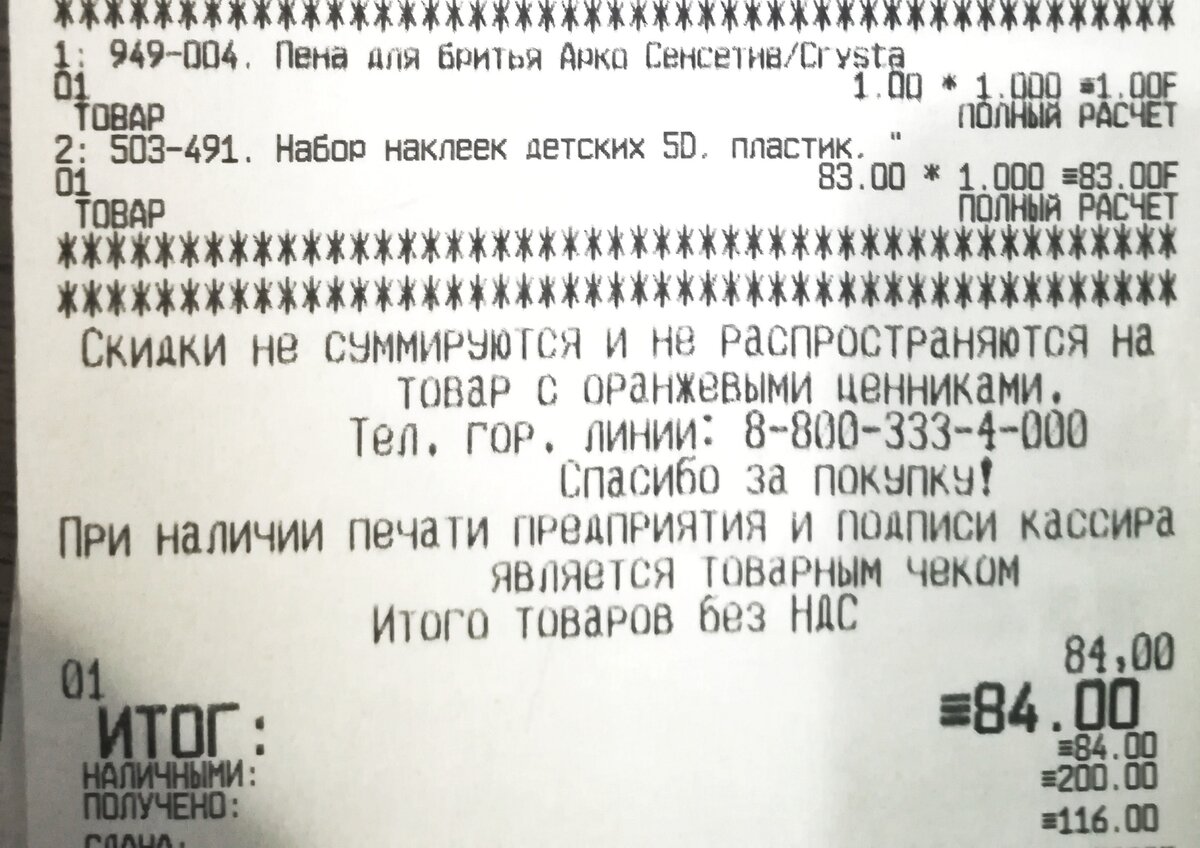 ************************************************
1: 949-004. Пена для бритья Арко Сенсетив/Crysta
01 1.00 * 1.000 ≡1.00F
ТОВАР ПОЛНЫЙ РАСЧЕТ
2: 503-491. Набор наклеек детских 5D. пластик. "
01 83.00 * 1.000 ≡83.00F
ТОВАР ПОЛНЫЙ РАСЧЕТ
************************************************
************************************************
Скидки не суммируются и не распространяются на
товар с оранжевыми ценниками.
Тел. гор. линии: 8-800-333-4-000
Спасибо за покупку!
При наличии печати предприятия и подписи кассира
является товарным чеком
Итого товаров без НДС
84,00
01
ИТОГ: ≡84.00
НАЛИЧНЫМИ: ≡84.00
ПОЛУЧЕНО: ≡200.00
СДАЧА: ≡116.00